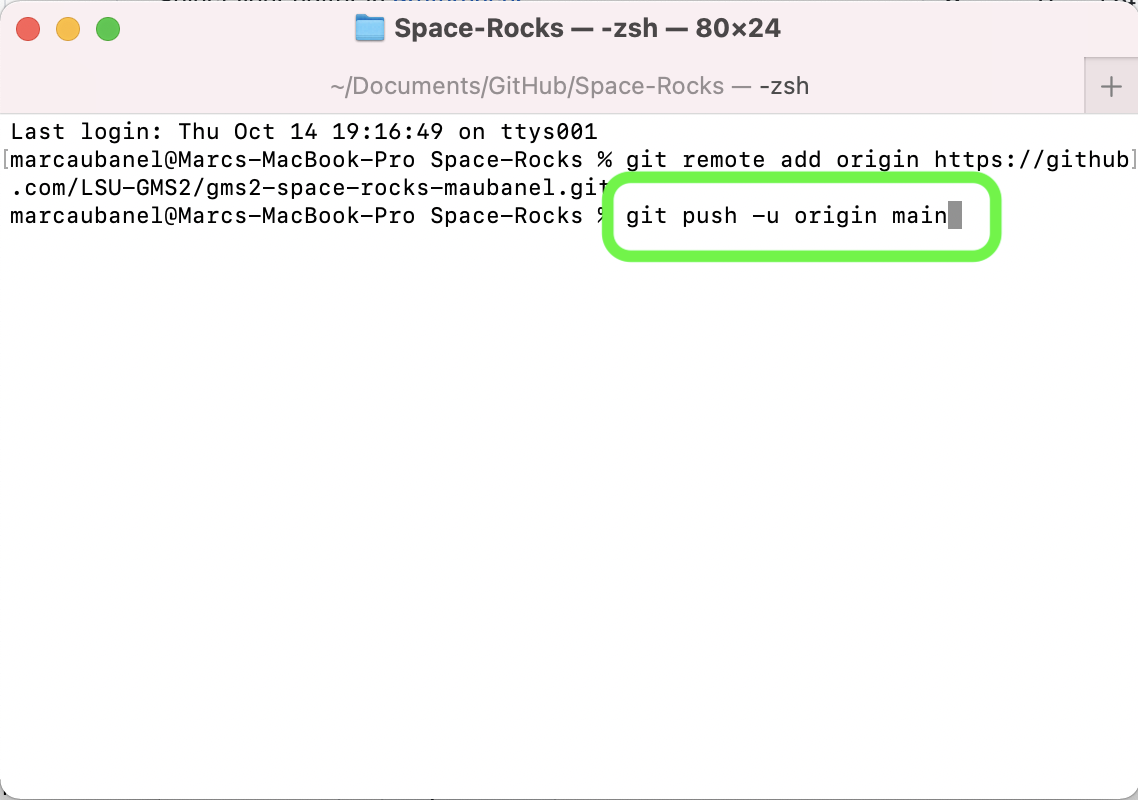 Space-Rocks — -zsh — 80×24
~/Documents/GitHub/Space-Rocks — -zsh
+
Last login: Thu Oct 14 19:16:49 on ttys001
[marcaubanel@Marcs-MacBook-Pro Space-Rocks % git remote add origin https://github]
.com/LSU-GMS2/gms2-space-rocks-maubanel.git
marcaubanel@Marcs-MacBook-Pro Space-Rocks % git push -u origin main